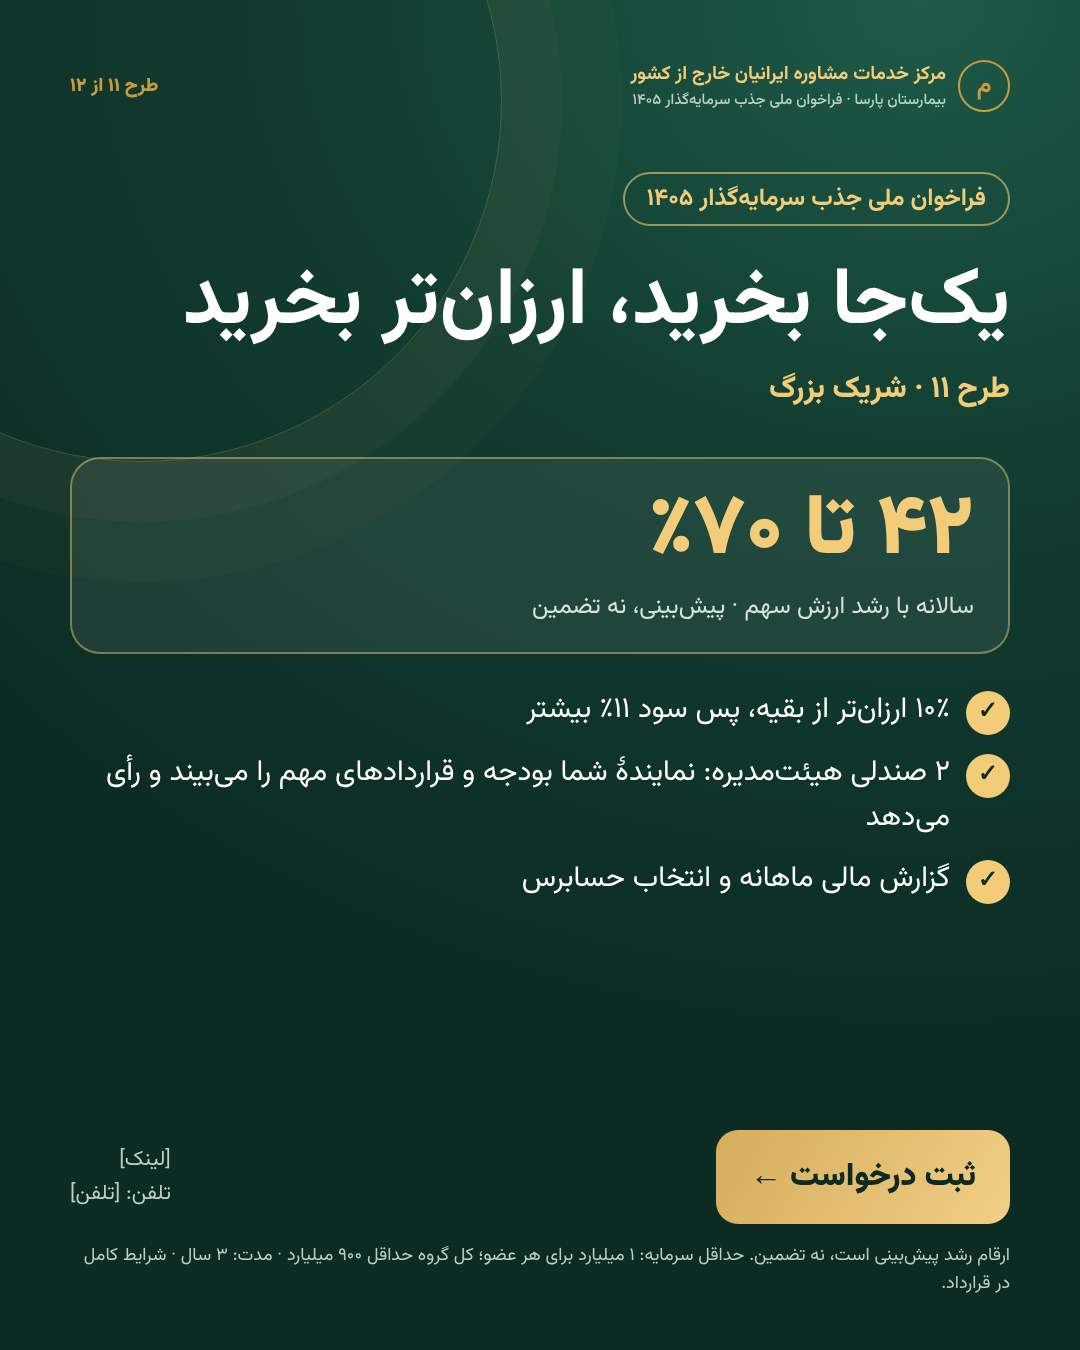 م
مرکز خدمات مشاوره ایرانیان خارج از کشور
بیمارستان پارسا · فراخوان ملی جذب سرمایه‌گذار ۱۴۰۵
طرح ۱۱ از ۱۲
فراخوان ملی جذب سرمایه‌گذار ۱۴۰۵
یک‌جا بخرید، ارزان‌تر بخرید
طرح ۱۱ · شریک بزرگ
۴۲ تا ۷۰٪
سالانه با رشد ارزش سهم · پیش‌بینی، نه تضمین
✓ ۱۰٪ ارزان‌تر از بقیه، پس سود ۱۱٪ بیشتر
✓ ۲ صندلی هیئت‌مدیره: نمایندهٔ شما بودجه و قراردادهای مهم را می‌بیند و رأی
می‌دهد
✓ گزارش مالی ماهانه و انتخاب حسابرس
ثبت درخواست ←
[لینک]
تلفن: [تلفن]
ارقام رشد پیش‌بینی است، نه تضمین. حداقل سرمایه: ۱ میلیارد برای هر عضو؛ کل گروه حداقل ۹۰۰ میلیارد · مدت: ۳ سال · شرایط کامل
در قرارداد.